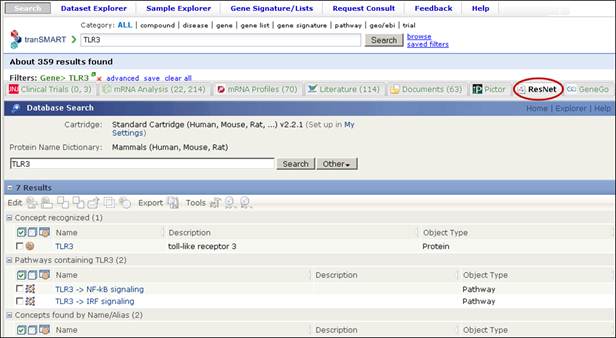 Search Dataset Explorer Sample Explorer Gene Signature/Lists Request Consult Feedback Help
Category: ALL | compound | disease | gene | gene list | gene signature | pathway | geo/ebi | trial
tranSMART TLR3 Search browse
saved filters
About 359 results found
Filters: Gene> TLR3 advanced save clear all
Clinical Trials (0, 3) mRNA Analysis (22, 214) mRNA Profiles (70) Literature (114) Documents (63) Pictor ResNet GeneGo
Database Search Home | Explorer | Help
Cartridge: Standard Cartridge (Human, Mouse, Rat, ...) v2.2.1 (Set up in My
Settings)
Protein Name Dictionary: Mammals (Human, Mouse, Rat)
TLR3 Search Other
7 Results
Edit Export Tools
Concept recognized (1)
Name Description Object Type
TLR3 toll-like receptor 3 Protein
Pathways containing TLR3 (2)
Name Description Object Type
TLR3 -> NF-kB signaling Pathway
TLR3 -> IRF signaling Pathway
Concepts found by Name/Alias (2)
Name Description Object Type